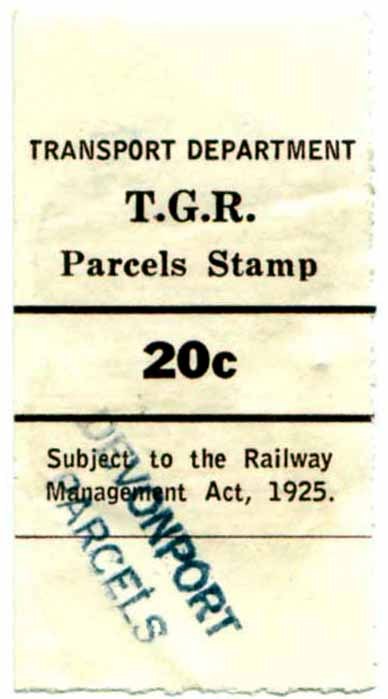 TRANSPORT DEPARTMENT
T.G.R.
Parcels Stamp
20c
Subject to the Railway
Management Act, 1925.
DEVONPORT
PARCELS